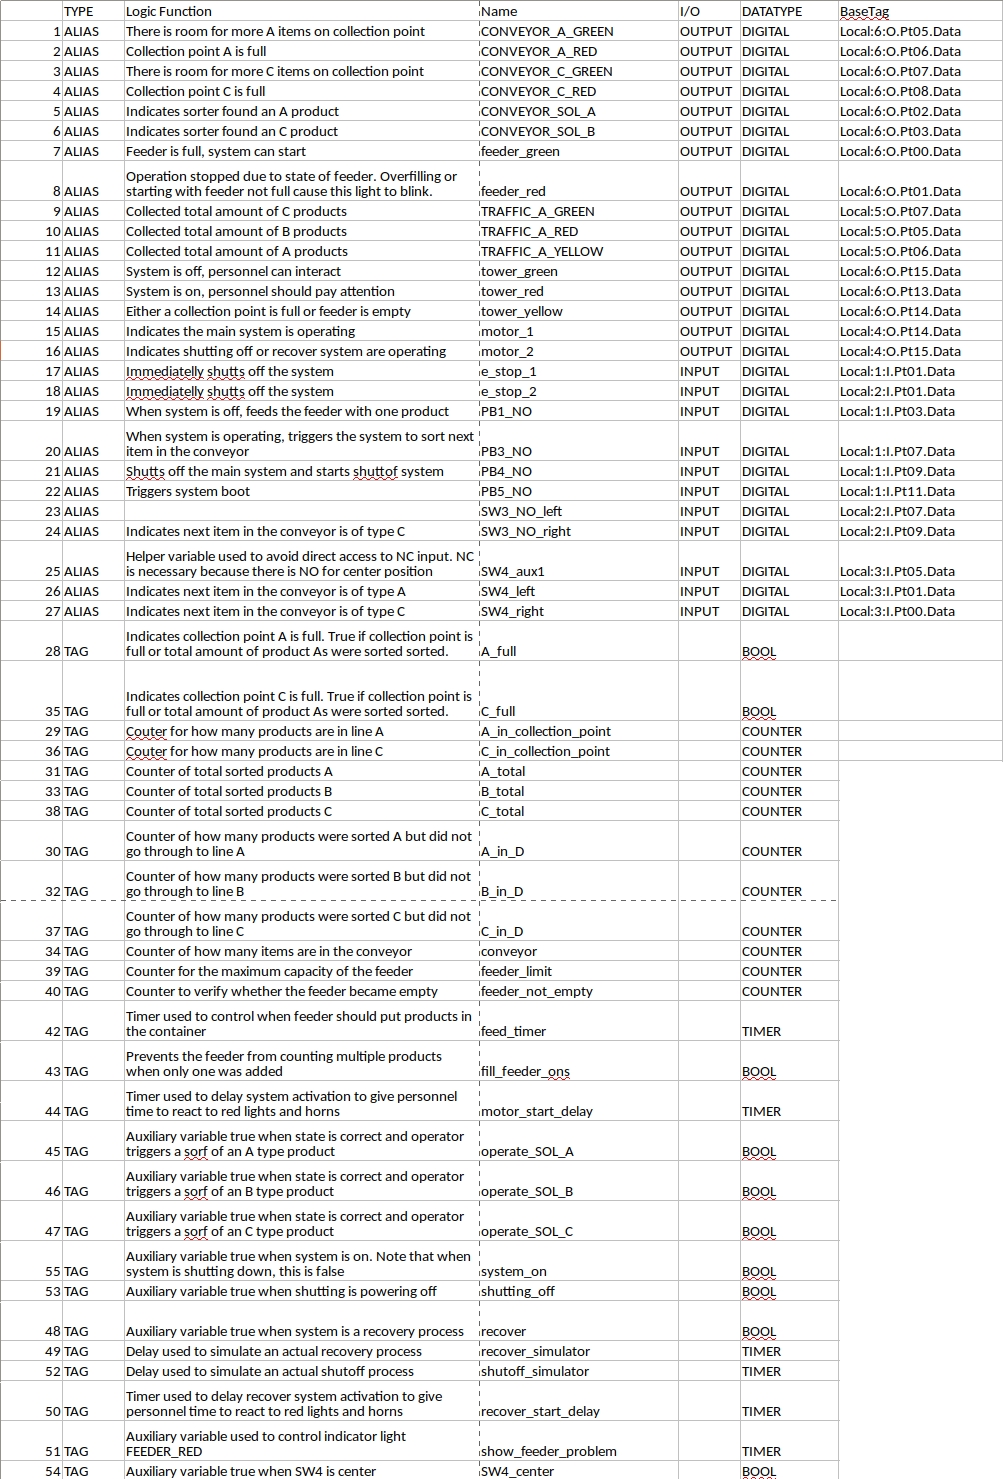 TYPE Logic Function Name I/O DATATYPE BaseTag
1 ALIAS There is room for more A items on collection point CONVEYOR_A_GREEN OUTPUT DIGITAL Local:6:O.Pt05.Data
2 ALIAS Collection point A is full CONVEYOR_A_RED OUTPUT DIGITAL Local:6:O.Pt06.Data
3 ALIAS There is room for more C items on collection point CONVEYOR_C_GREEN OUTPUT DIGITAL Local:6:O.Pt07.Data
4 ALIAS Collection point C is full CONVEYOR_C_RED OUTPUT DIGITAL Local:6:O.Pt08.Data
5 ALIAS Indicates sorter found an A product CONVEYOR_SOL_A OUTPUT DIGITAL Local:6:O.Pt02.Data
6 ALIAS Indicates sorter found an C product CONVEYOR_SOL_B OUTPUT DIGITAL Local:6:O.Pt03.Data
7 ALIAS Feeder is full, system can start feeder_green OUTPUT DIGITAL Local:6:O.Pt00.Data
Operation stopped due to state of feeder. Overfilling or
8 ALIAS starting with feeder not full cause this light to blink. feeder_red OUTPUT DIGITAL Local:6:O.Pt01.Data
9 ALIAS Collected total amount of C products TRAFFIC_A_GREEN OUTPUT DIGITAL Local:5:O.Pt07.Data
10 ALIAS Collected total amount of B products TRAFFIC_A_RED OUTPUT DIGITAL Local:5:O.Pt05.Data
11 ALIAS Collected total amount of A products TRAFFIC_A_YELLOW OUTPUT DIGITAL Local:5:O.Pt06.Data
12 ALIAS System is off, personnel can interact tower_green OUTPUT DIGITAL Local:6:O.Pt15.Data
13 ALIAS System is on, personnel should pay attention tower_red OUTPUT DIGITAL Local:6:O.Pt13.Data
14 ALIAS Either a collection point is full or feeder is empty tower_yellow OUTPUT DIGITAL Local:6:O.Pt14.Data
15 ALIAS Indicates the main system is operating motor_1 OUTPUT DIGITAL Local:4:O.Pt14.Data
16 ALIAS Indicates shutting off or recover system are operating motor_2 OUTPUT DIGITAL Local:4:O.Pt15.Data
17 ALIAS Immediatelly shutts off the system e_stop_1 INPUT DIGITAL Local:1:I.Pt01.Data
18 ALIAS Immediatelly shutts off the system e_stop_2 INPUT DIGITAL Local:2:I.Pt01.Data
19 ALIAS When system is off, feeds the feeder with one product PB1_NO INPUT DIGITAL Local:1:I.Pt03.Data
When system is operating, triggers the system to sort next
20 ALIAS item in the conveyor PB3_NO INPUT DIGITAL Local:1:I.Pt07.Data
21 ALIAS Shutts off the main system and starts shuttof system PB4_NO INPUT DIGITAL Local:1:I.Pt09.Data
22 ALIAS Triggers system boot PB5_NO INPUT DIGITAL Local:1:I.Pt11.Data
23 ALIAS SW3_NO_left INPUT DIGITAL Local:2:I.Pt07.Data
24 ALIAS Indicates next item in the conveyor is of type C SW3_NO_right INPUT DIGITAL Local:2:I.Pt09.Data
Helper variable used to avoid direct access to NC input. NC
25 ALIAS is necessary because there is NO for center position SW4_aux1 INPUT DIGITAL Local:3:I.Pt05.Data
26 ALIAS Indicates next item in the conveyor is of type A SW4_left INPUT DIGITAL Local:3:I.Pt01.Data
27 ALIAS Indicates next item in the conveyor is of type C SW4_right INPUT DIGITAL Local:3:I.Pt00.Data
Indicates collection point A is full. True if collection point is
28 TAG full or total amount of product As were sorted sorted. A_full BOOL
Indicates collection point C is full. True if collection point is
35 TAG full or total amount of product As were sorted sorted. C_full BOOL
29 TAG Couter for how many products are in line A A_in_collection_point COUNTER
36 TAG Couter for how many products are in line C C_in_collection_point COUNTER
31 TAG Counter of total sorted products A A_total COUNTER
33 TAG Counter of total sorted products B B_total COUNTER
38 TAG Counter of total sorted products C C_total COUNTER
Counter of how many products were sorted A but did not
30 TAG go through to line A A_in_D COUNTER
Counter of how many products were sorted B but did not
32 TAG go through to line B B_in_D COUNTER
Counter of how many products were sorted C but did not
37 TAG go through to line C C_in_D COUNTER
34 TAG Counter of how many items are in the conveyor conveyor COUNTER
39 TAG Counter for the maximum capacity of the feeder feeder_limit COUNTER
40 TAG Counter to verify whether the feeder became empty feeder_not_empty COUNTER
Timer used to control when feeder should put products in
42 TAG the container feed_timer TIMER
Prevents the feeder from counting multiple products
43 TAG when only one was added fill_feeder_ons BOOL
Timer used to delay system activation to give personnel
44 TAG time to react to red lights and horns motor_start_delay TIMER
Auxiliary variable true when state is correct and operator
45 TAG triggers a sorf of an A type product operate_SOL_A BOOL
Auxiliary variable true when state is correct and operator
46 TAG triggers a sorf of an B type product operate_SOL_B BOOL
Auxiliary variable true when state is correct and operator
47 TAG triggers a sorf of an C type product operate_SOL_C BOOL
Auxiliary variable true when system is on. Note that when
55 TAG system is shutting down, this is false system_on BOOL
53 TAG Auxiliary variable true when shutting is powering off shutting_off BOOL
48 TAG Auxiliary variable true when system is a recovery process recover BOOL
49 TAG Delay used to simulate an actual recovery process recover_simulator TIMER
52 TAG Delay used to simulate an actual shutoff process shutoff_simulator TIMER
Timer used to delay recover system activation to give
50 TAG personnel time to react to red lights and horns recover_start_delay TIMER
Auxiliary variable used to control indicator light
51 TAG FEEDER_RED show_feeder_problem TIMER
54 TAG Auxiliary variable true when SW4 is center SW4_center BOOL